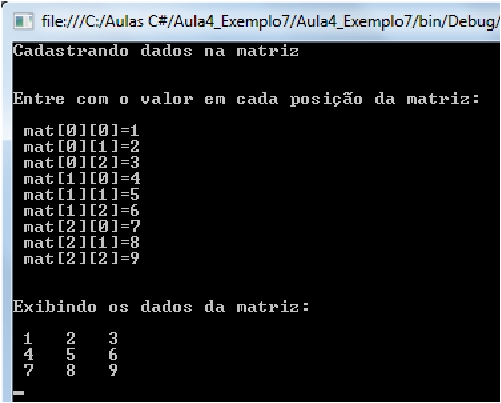 file:///C:/Aulas C#/Aula4_Exemplo7/Aula4_Exemplo7/bin/Debug/
Cadastrando dados na matriz
Entre com o valor em cada posição da matriz:
mat[0][0]=1
mat[0][1]=2
mat[0][2]=3
mat[1][0]=4
mat[1][1]=5
mat[1][2]=6
mat[2][0]=7
mat[2][1]=8
mat[2][2]=9
Exibindo os dados da matriz:
1 2 3
4 5 6
7 8 9